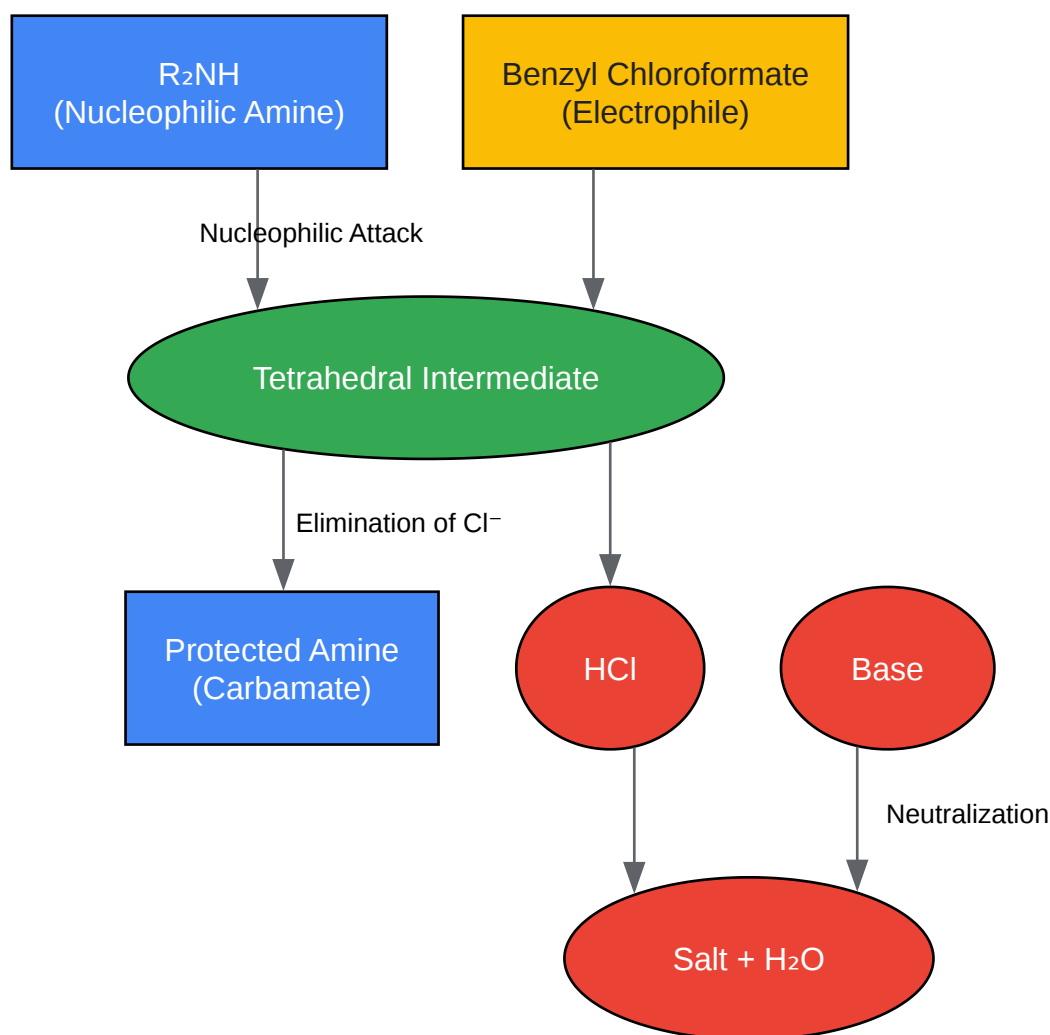 R₂NH
(Nucleophilic Amine)
Benzyl Chloroformate
(Electrophile)
Nucleophilic Attack
Tetrahedral Intermediate
Elimination of Cl⁻
Protected Amine
(Carbamate)
HCl
Base
Neutralization
Salt + H₂O